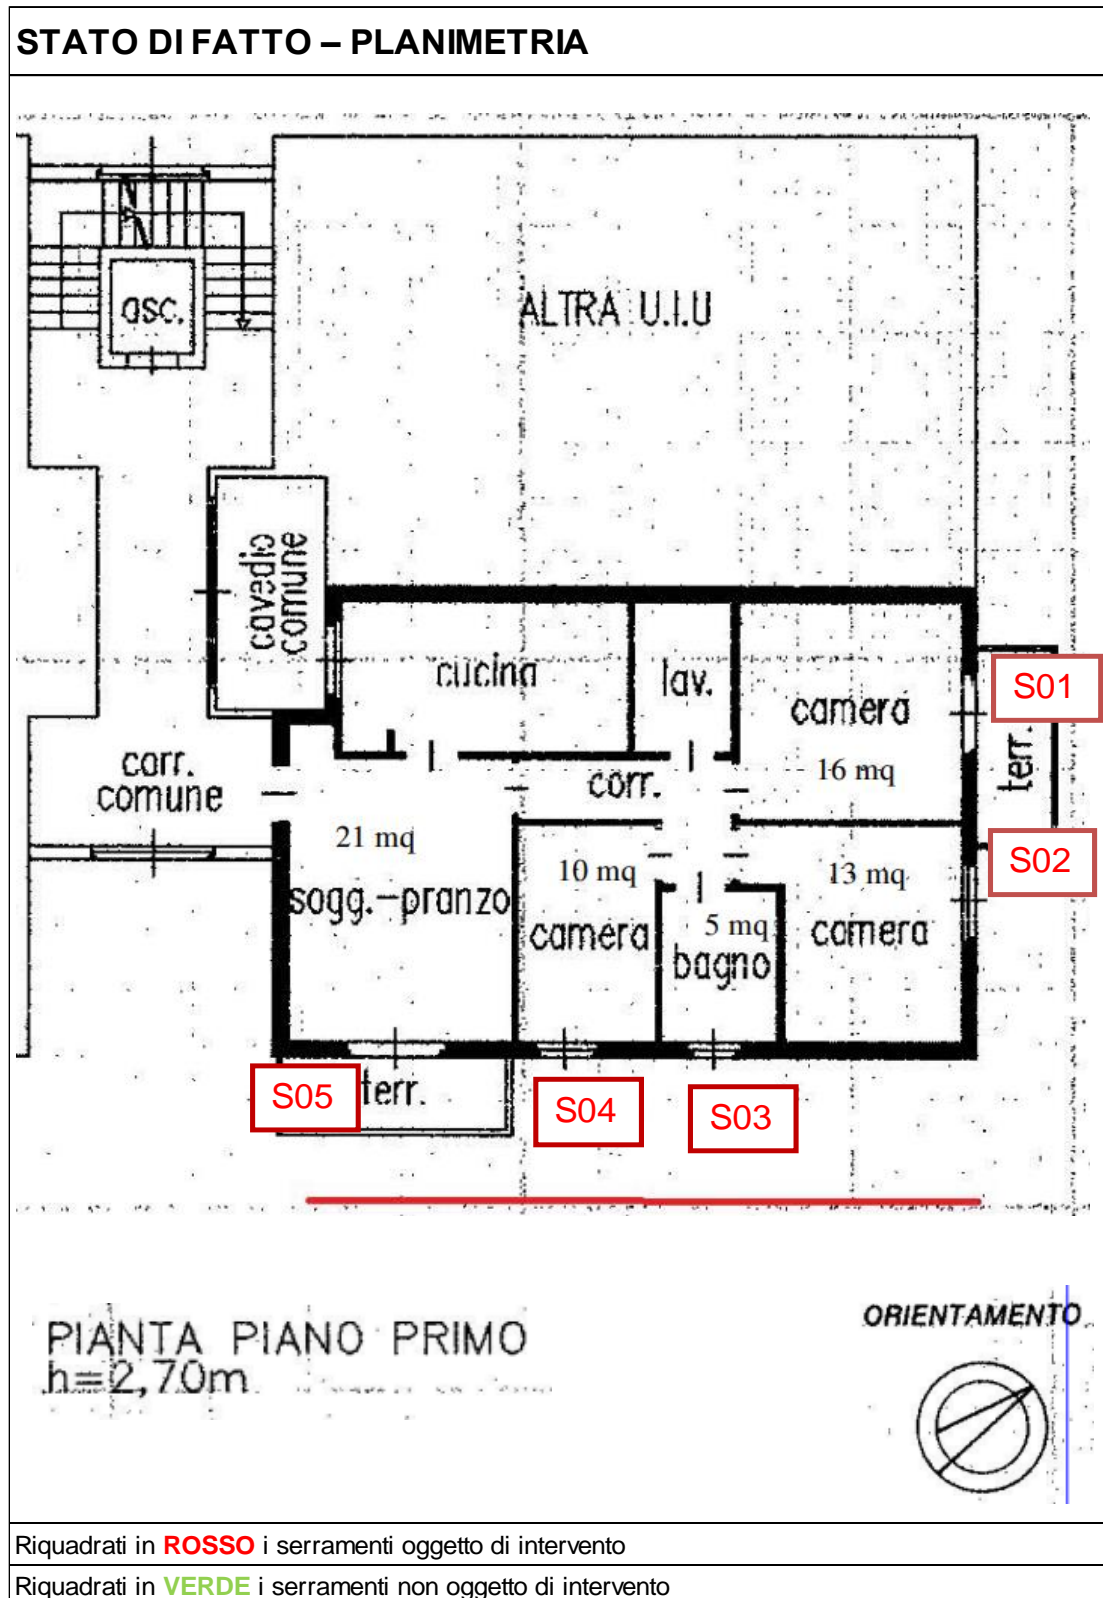 STATO DI FATTO – PLANIMETRIA
asc.
ALTRA U.I.U
cavedio
comune
cucina
lav.
camera
16 mq
S01
terr.
corr.
comune
corr.
21 mq
sogg.-pranzo
10 mq
camera
5 mq
bagno
13 mq
camera
S02
S05
terr.
S04
S03
PIANTA PIANO PRIMO
h=2,70m
ORIENTAMENTO
Riquadrati in ROSSO i serramenti oggetto di intervento
Riquadrati in VERDE i serramenti non oggetto di intervento